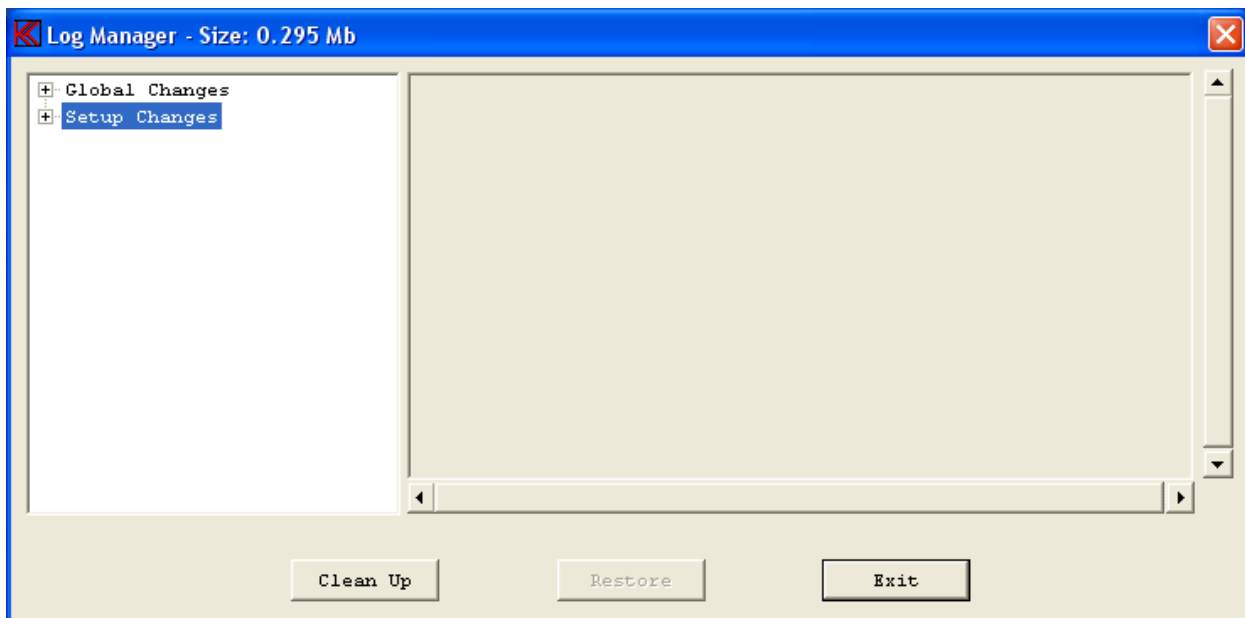 Log Manager - Size: 0.295 Mb
Global Changes
Setup Changes
Clean Up
Restore
Exit